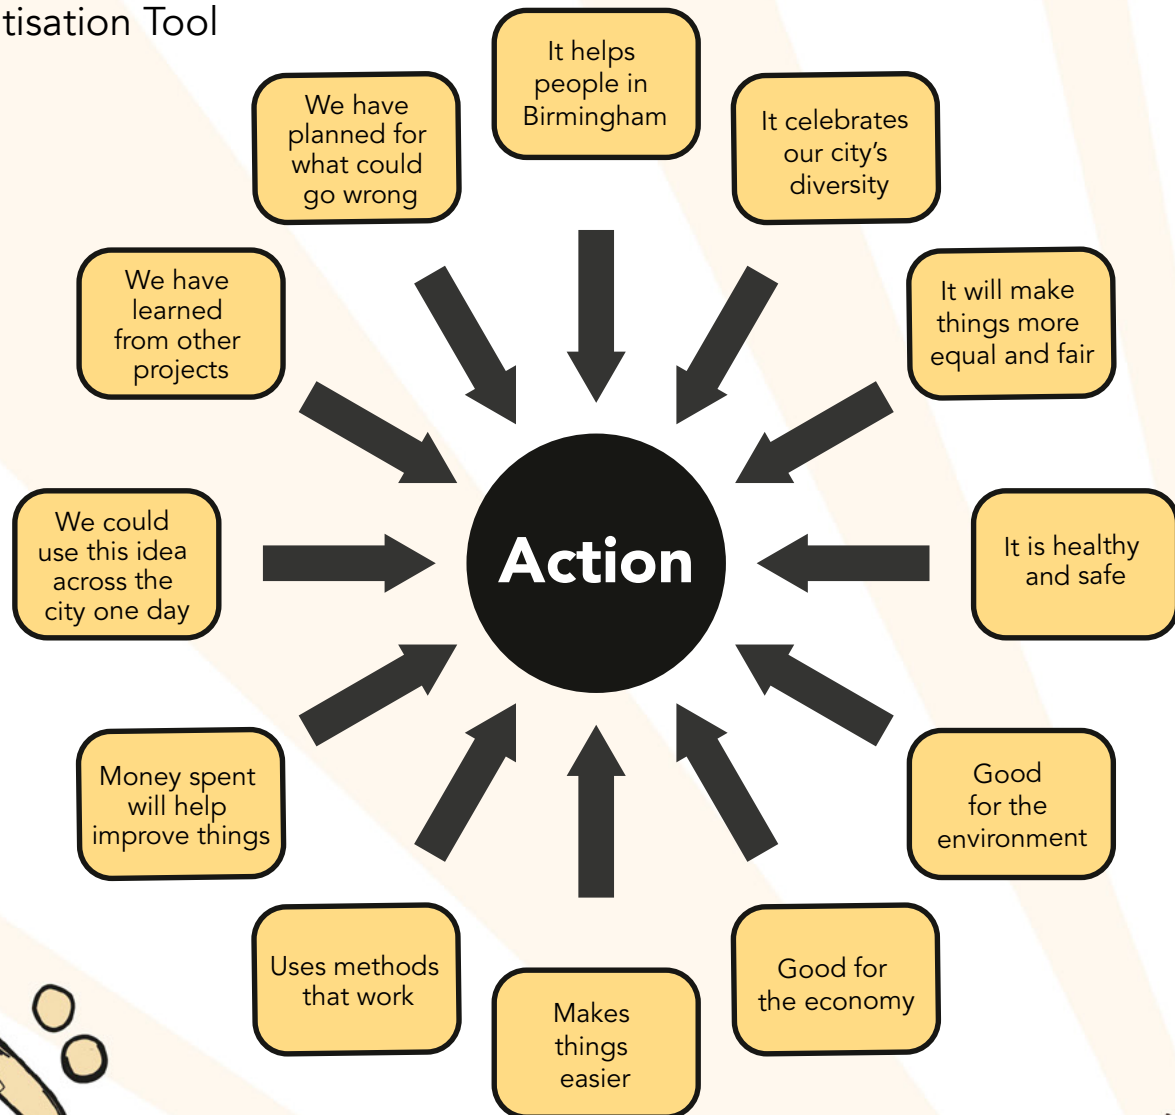 tisation Tool
It helps
people in
Birmingham
It celebrates
our city's
diversity
It will make
things more
equal and fair
It is healthy
and safe
Good
for the
environment
Good for
the economy
Makes
things
easier
Uses methods
that work
Money spent
will help
improve things
We could
use this idea
across the
city one day
We have
learned
from other
projects
We have
planned for
what could
go wrong
Action